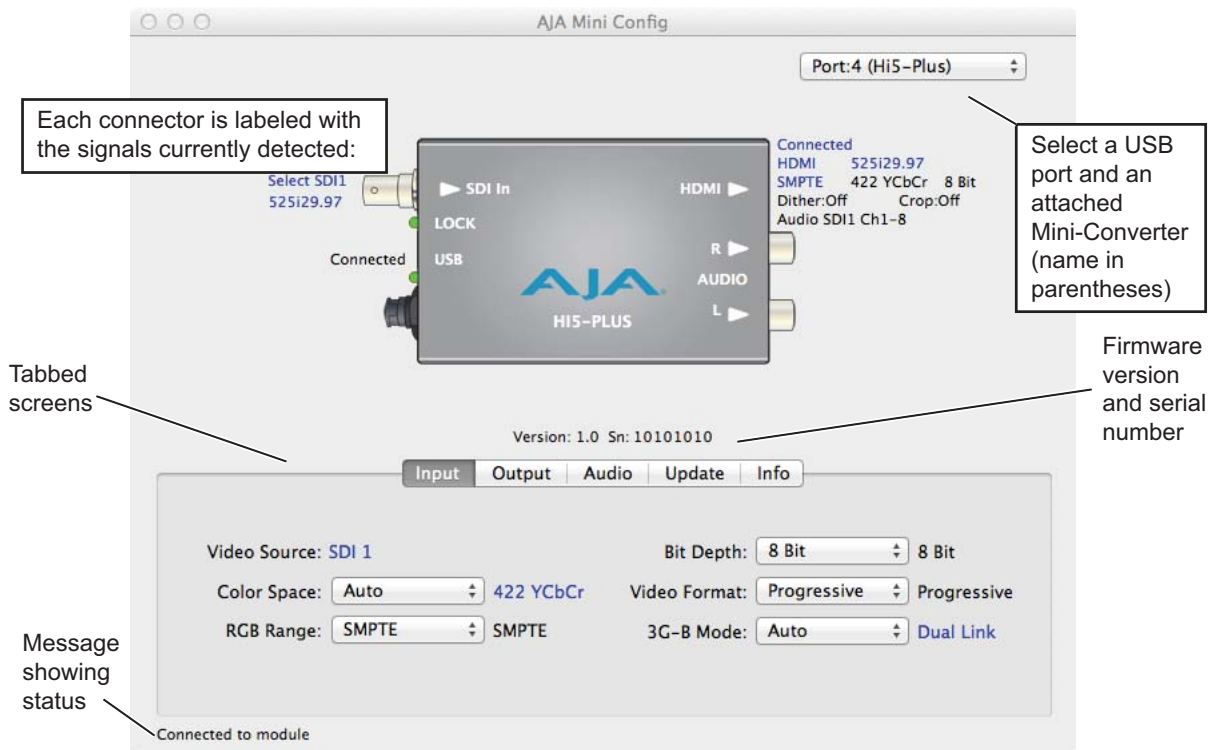 AJA Mini Config
Port:4 (Hi5-Plus)
Each connector is labeled with
the signals currently detected:
Select a USB
port and an
attached
Mini-Converter
(name in
parentheses)
Select SDI1
525i29.97
Connected
SDI In
LOCK
USB
HDMI
R
AUDIO
L
AJA
HI5-PLUS
Connected
HDMI 525i29.97
SMPTE 422 YCbCr 8 Bit
Dither:Off Crop:Off
Audio SDI1 Ch1-8
Tabbed
screens
Firmware
version
and serial
number
Version: 1.0 Sn: 10101010
Input Output Audio Update Info
Video Source: SDI 1
Bit Depth: 8 Bit 8 Bit
Color Space: Auto 422 YCbCr
Video Format: Progressive Progressive
RGB Range: SMPTE SMPTE
3G-B Mode: Auto Dual Link
Message
showing
status
Connected to module